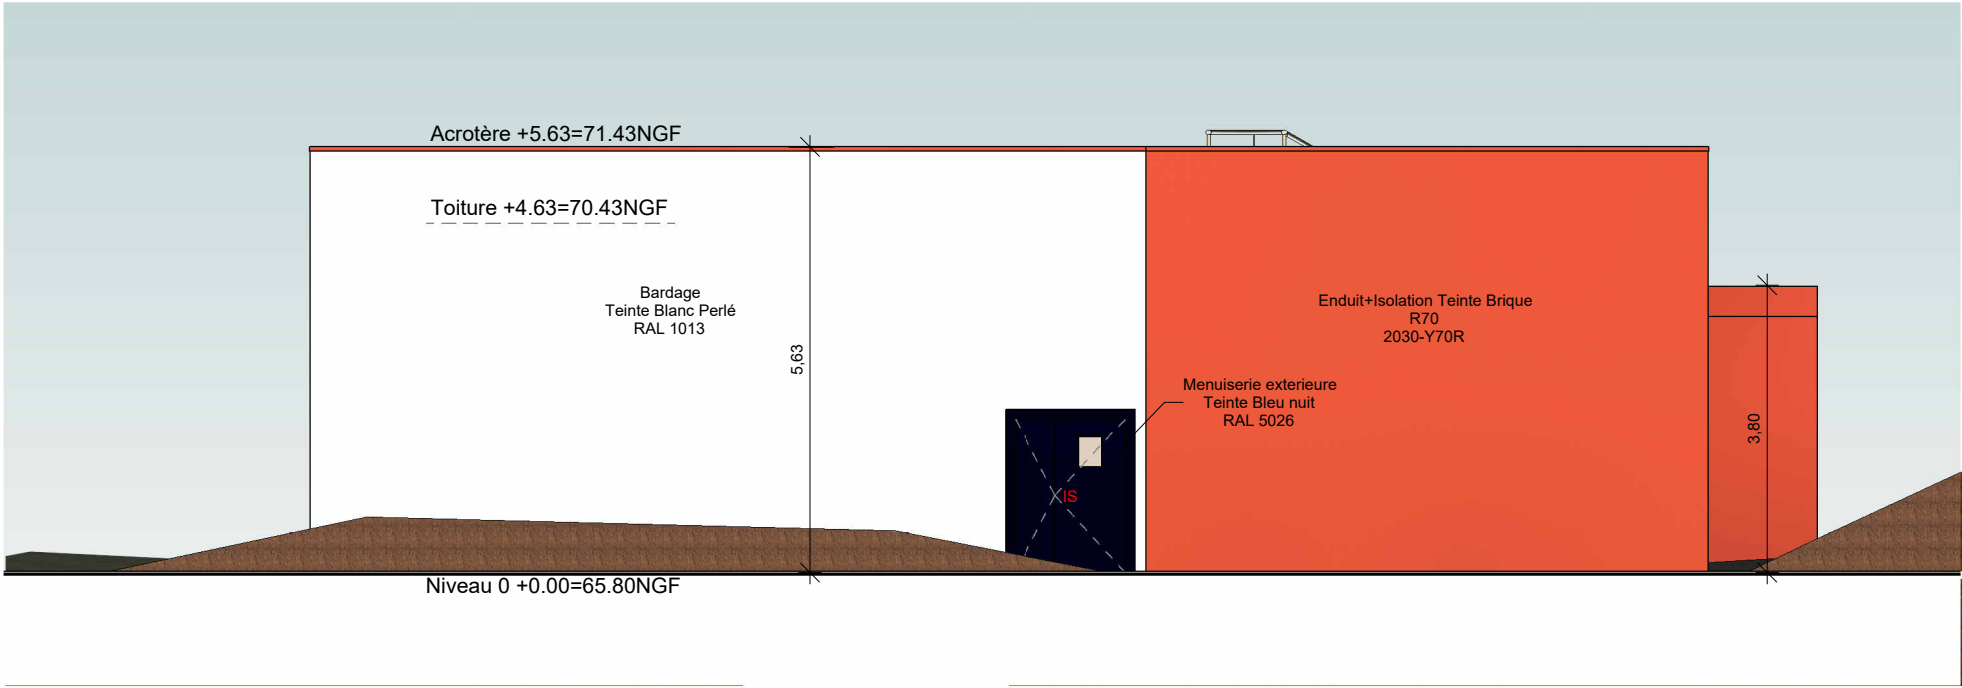 Acrotère +5.63=71.43NGF
Toiture +4.63=70.43NGF
Bardage
Teinte Blanc Perlé
RAL 1013
5,63
Enduit+Isolation Teinte Brique
R70
2030-Y70R
Menuiserie exterieure
Teinte Bleu nuit
RAL 5026
3,80
IS
Niveau 0 +0.00=65.80NGF